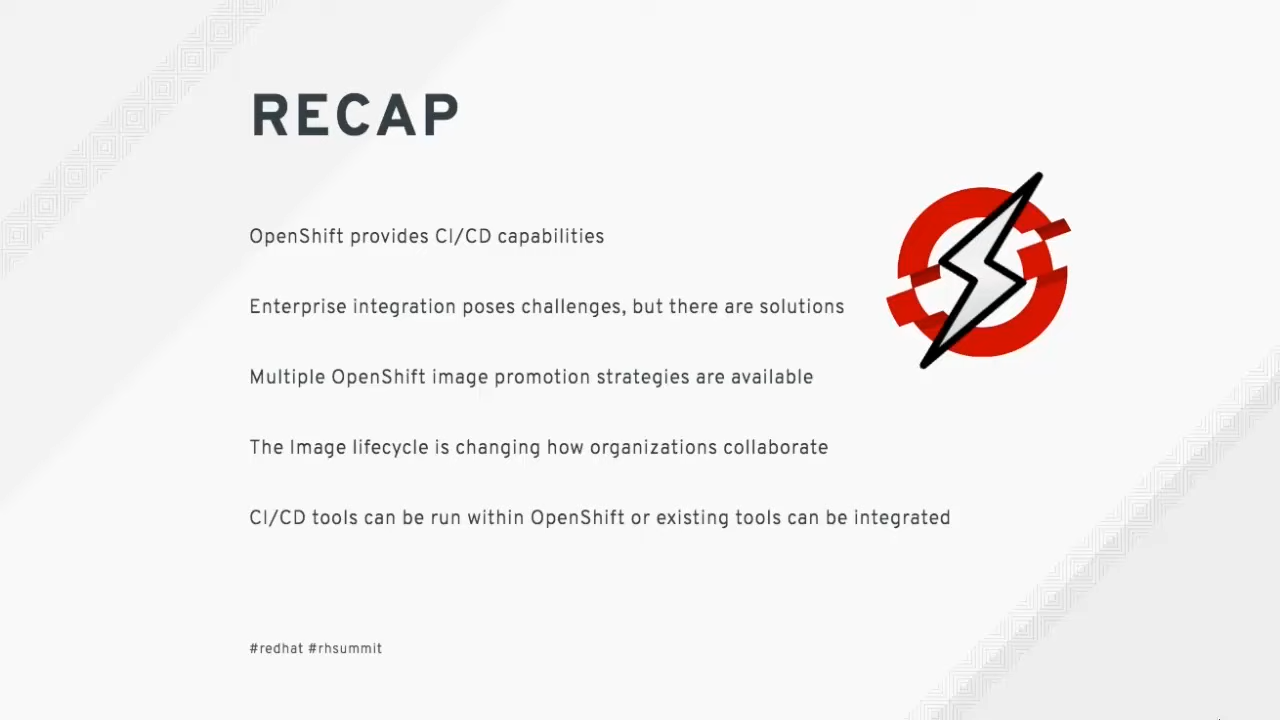 RECAP
OpenShift provides CI/CD capabilities
Enterprise integration poses challenges, but there are solutions
Multiple OpenShift image promotion strategies are available
The Image lifecycle is changing how organizations collaborate
CI/CD tools can be run within OpenShift or existing tools can be integrated
#redhat #rhsummit